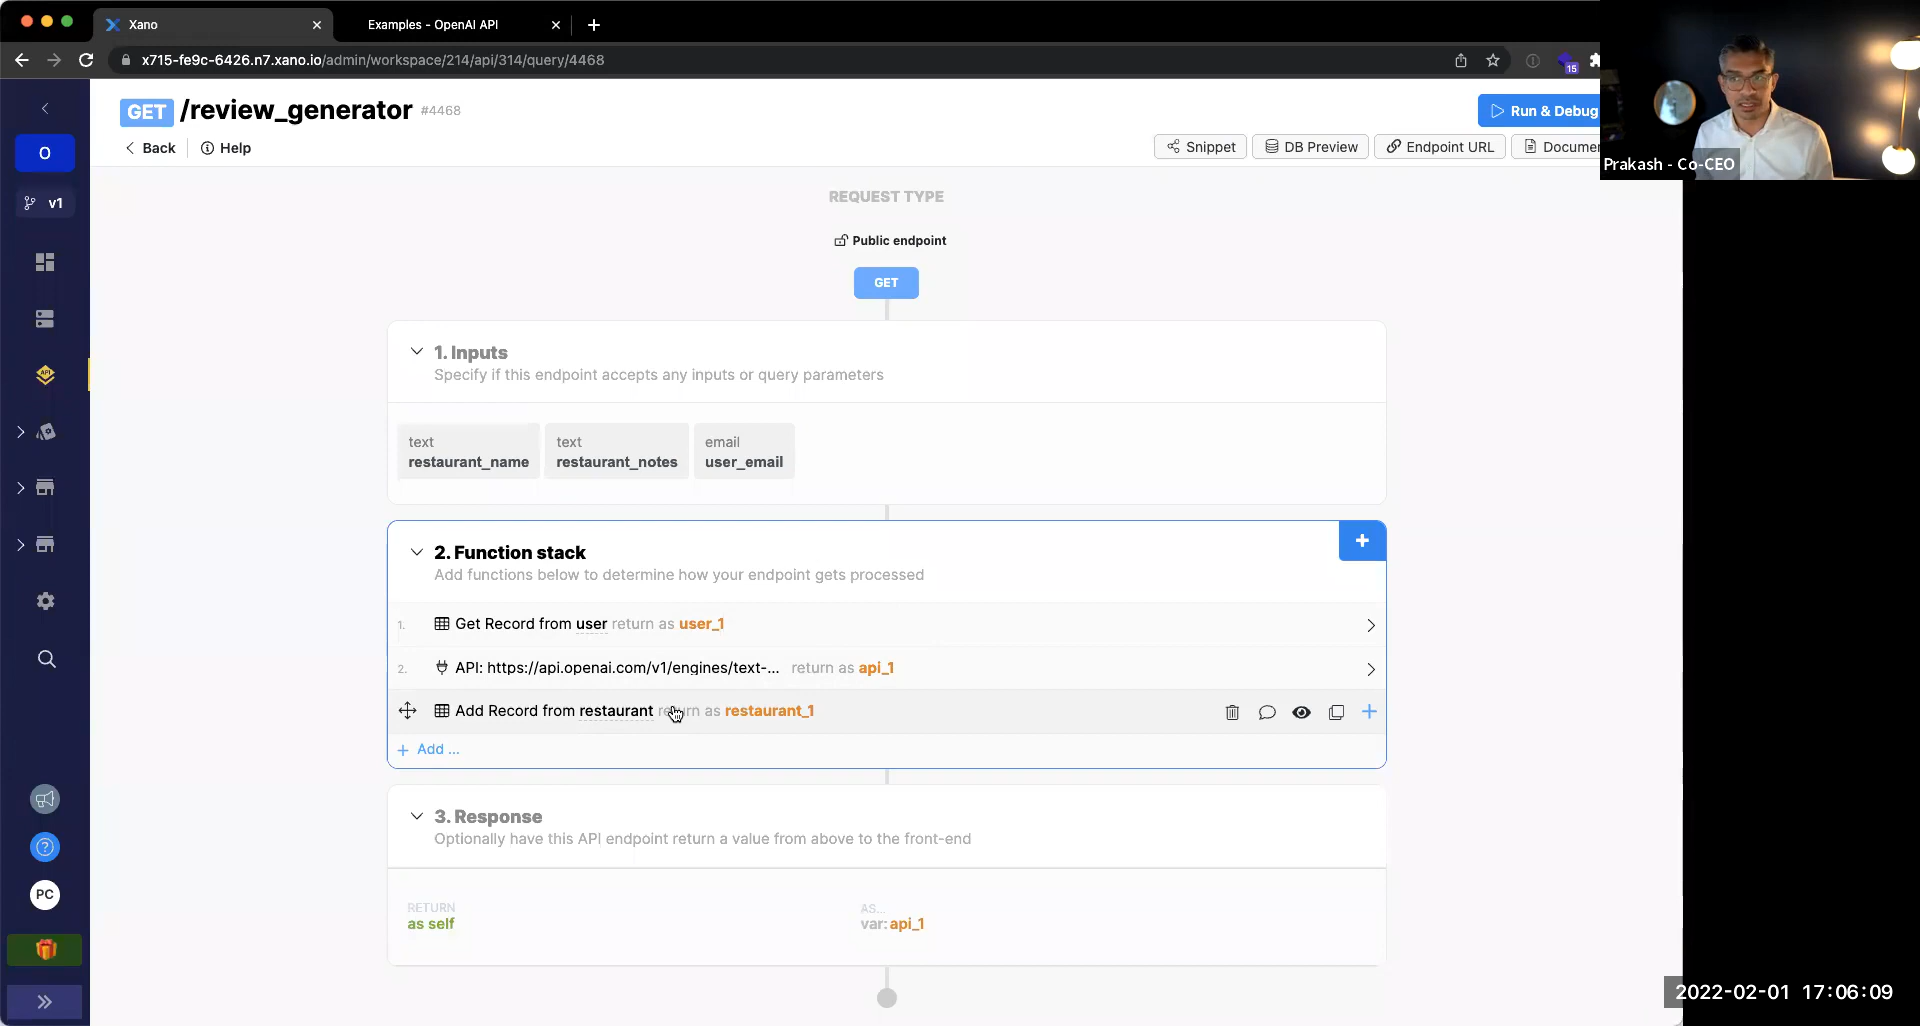 Xano
Examples - OpenAI API
x715-fe9c-6426.n7.xano.io/admin/workspace/214/api/314/query/4468
15
GET /review_generator #4468
Run & Debug
Back
Help
Snippet
DB Preview
Endpoint URL
Documen
Prakash - Co-CEO
O
v1
REQUEST TYPE
Public endpoint
GET
API
1. Inputs
Specify if this endpoint accepts any inputs or query parameters
text
restaurant_name
text
restaurant_notes
email
user_email
2. Function stack
Add functions below to determine how your endpoint gets processed
1. Get Record from user return as user_1
2. API: https://api.openai.com/v1/engines/text-... return as api_1
Add Record from restaurant return as restaurant_1
+ Add ...
3. Response
Optionally have this API endpoint return a value from above to the front-end
PC
RETURN
as self
AS...
var: api_1
2022-02-01 17:06:09